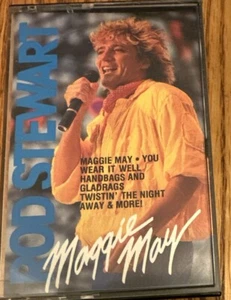 ROD STEWART
MAGGIE MAY • YOU
WEAR IT WELL
HANDBAGS AND
GLADRAGS
TWISTIN' THE NIGHT
AWAY & MORE!
Maggie
May